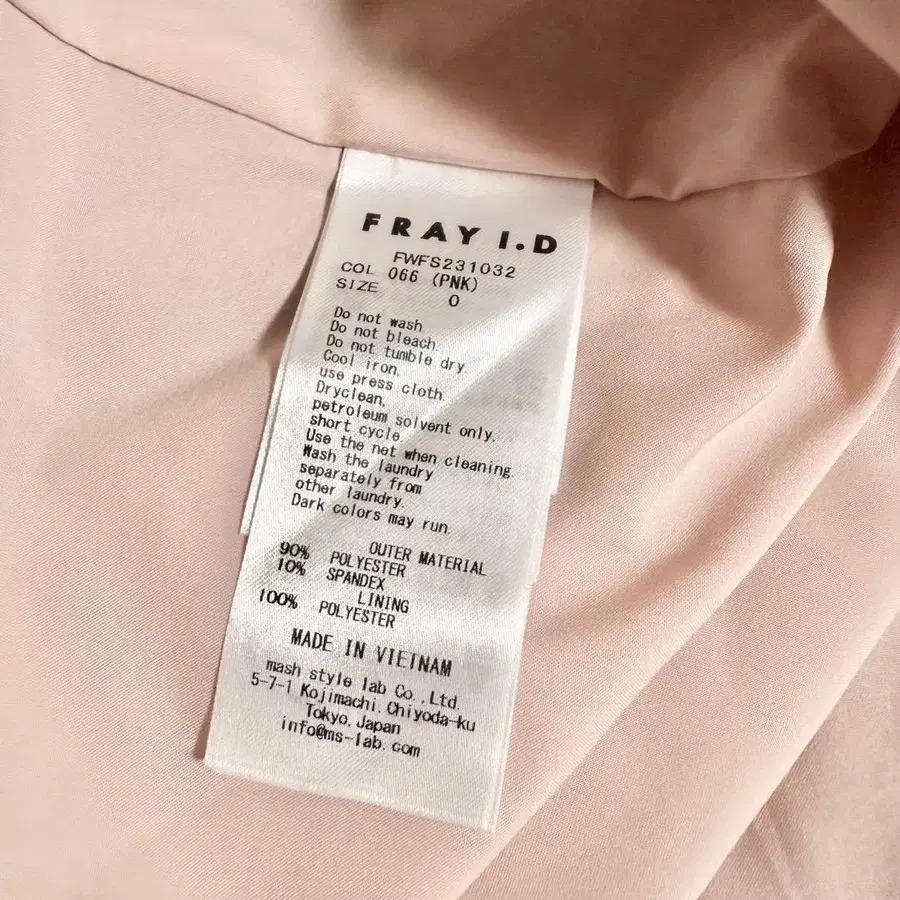 FRAY I.D
FWFS231032
COL 066 (PNK)
SIZE 0
Do not wash
Do not bleach.
Do not tumble dry.
Cool iron.
use press cloth.
Dryclean,
petroleum solvent only,
short cycle.
Use the net when cleaning.
Wash the laundry
separately from
other laundry.
Dark colors may run.
OUTER MATERIAL
90% POLYESTER
10% SPANDEX
LINING
100% POLYESTER
MADE IN VIETNAM
mash style lab Co.,Ltd.
5-7-1 Kojimachi,Chiyoda-ku
Tokyo,Japan
info@ms-lab.com